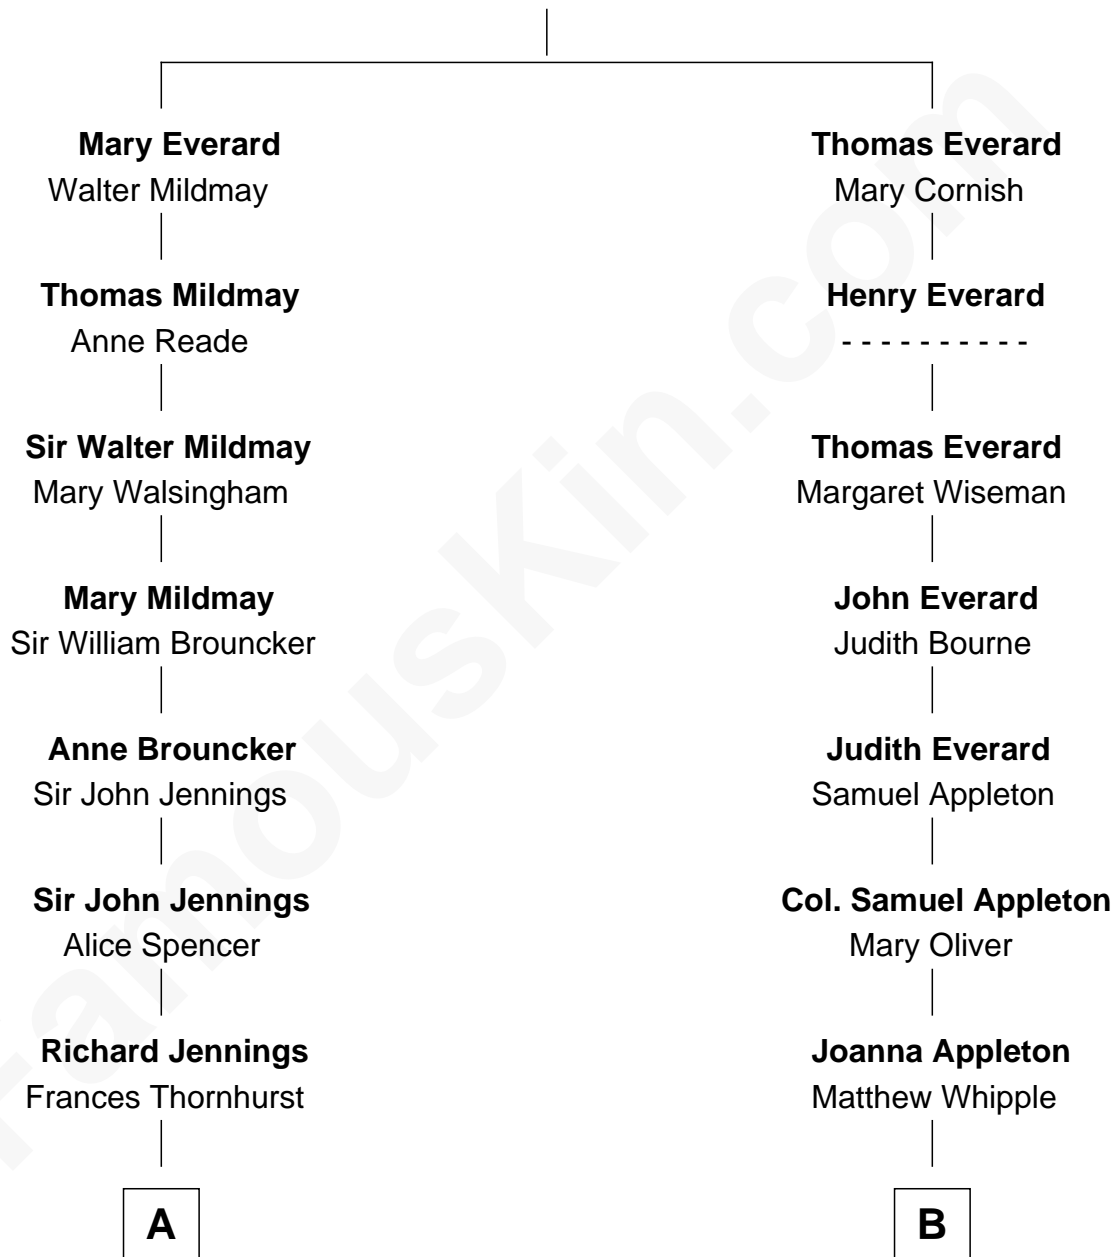 Mary Everard
Walter Mildmay
Thomas Mildmay
Anne Reade
Sir Walter Mildmay
Mary Walsingham
Mary Mildmay
Sir William Brouncker
Anne Brouncker
Sir John Jennings
Sir John Jennings
Alice Spencer
Richard Jennings
Frances Thornhurst
A
Thomas Everard
Mary Cornish
Henry Everard
- - - - - - - - - -
Thomas Everard
Margaret Wiseman
John Everard
Judith Bourne
Judith Everard
Samuel Appleton
Col. Samuel Appleton
Mary Oliver
Joanna Appleton
Matthew Whipple
B
FamousKin.com